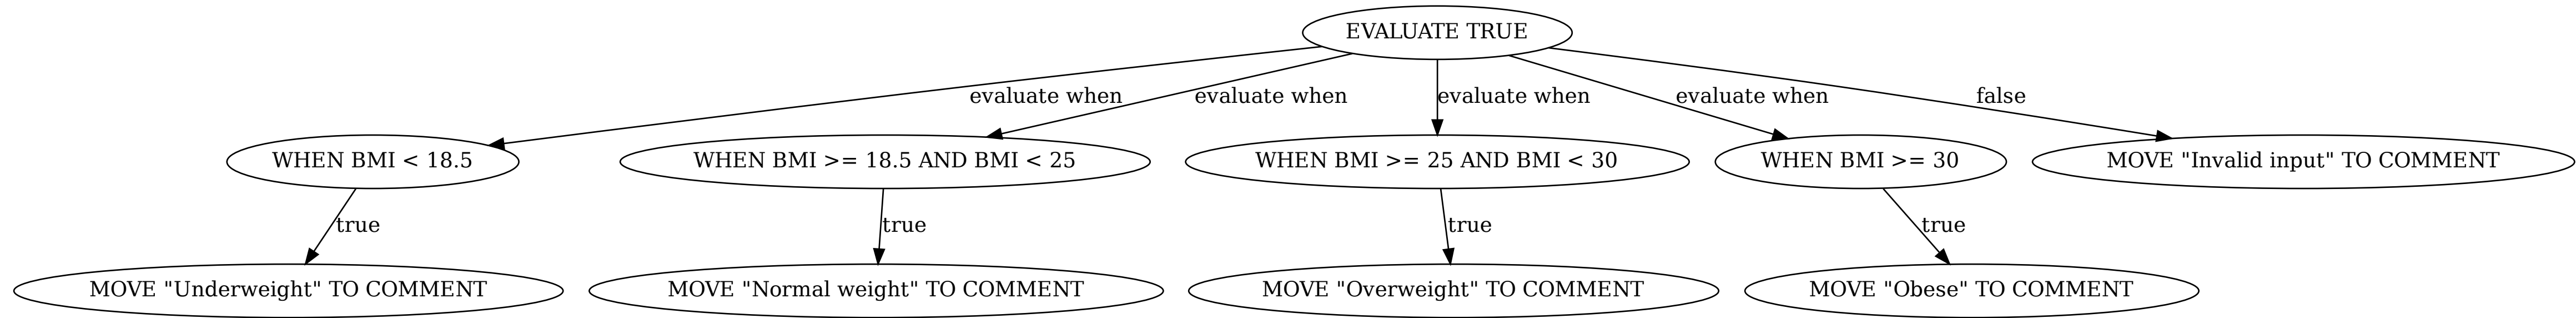 EVALUATE TRUE
evaluate when
evaluate when
evaluate when
evaluate when
false
WHEN BMI < 18.5
WHEN BMI >= 18.5 AND BMI < 25
WHEN BMI >= 25 AND BMI < 30
WHEN BMI >= 30
MOVE "Invalid input" TO COMMENT
true
true
true
true
MOVE "Underweight" TO COMMENT
MOVE "Normal weight" TO COMMENT
MOVE "Overweight" TO COMMENT
MOVE "Obese" TO COMMENT